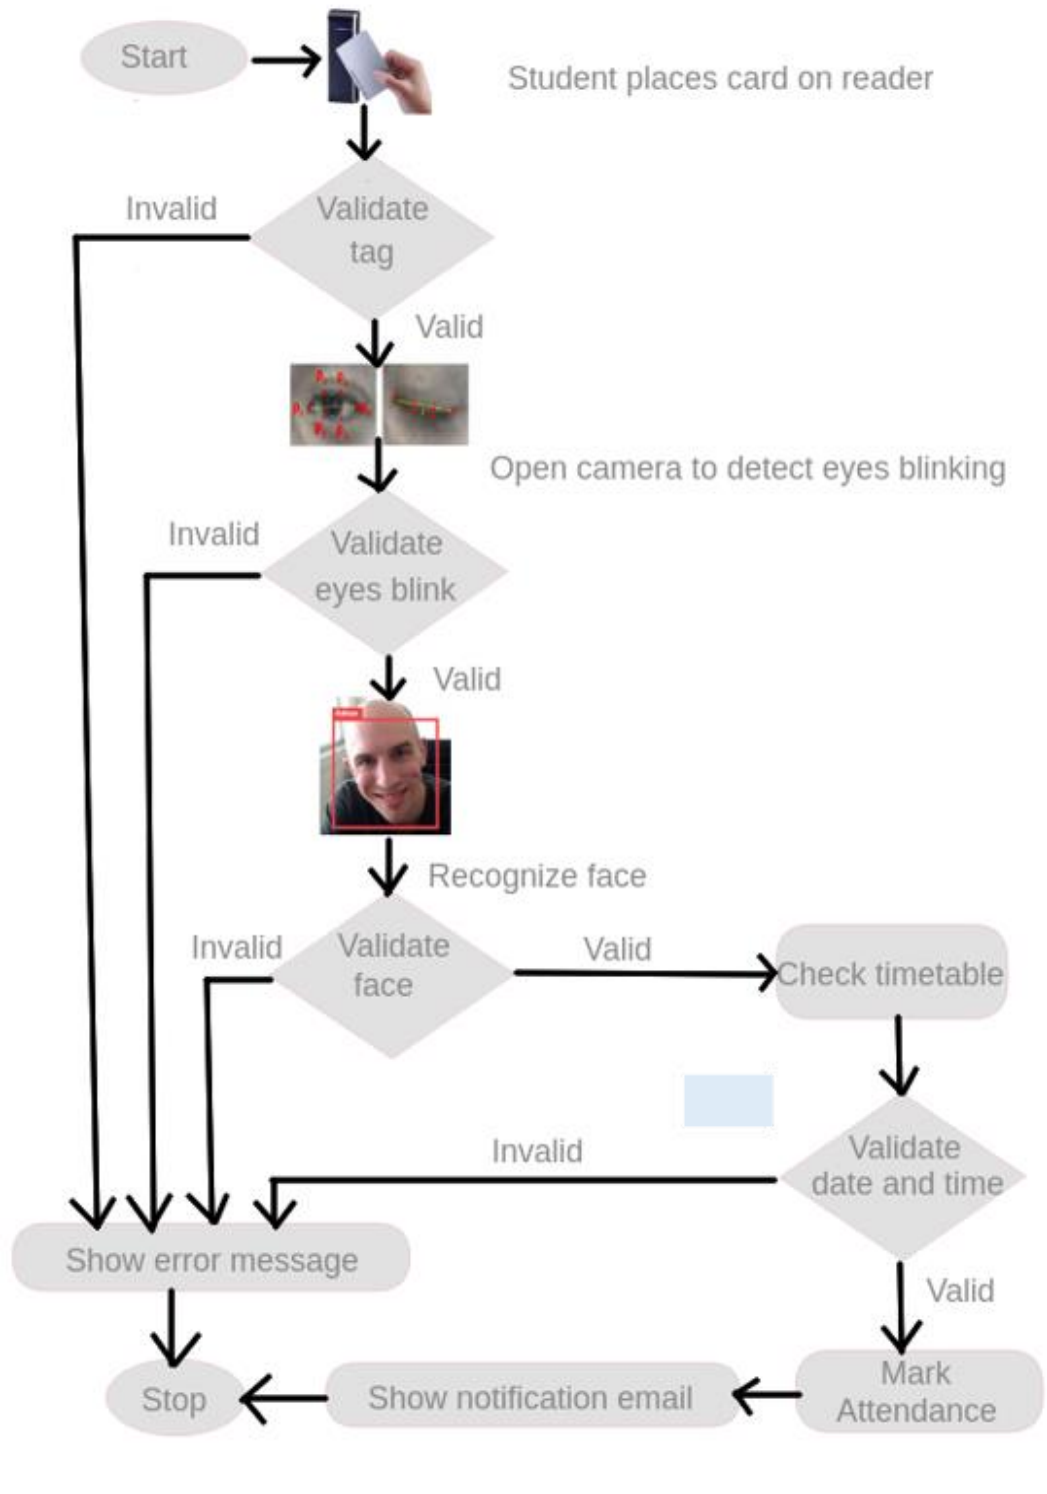 Start
Student places card on reader
Invalid
Validate
tag
Valid
Open camera to detect eyes blinking
Invalid
Validate
eyes blink
Valid
Recognize face
Invalid
Validate
face
Valid
Check timetable
Invalid
Validate
date and time
Show error message
Valid
Stop
Show notification email
Mark
Attendance